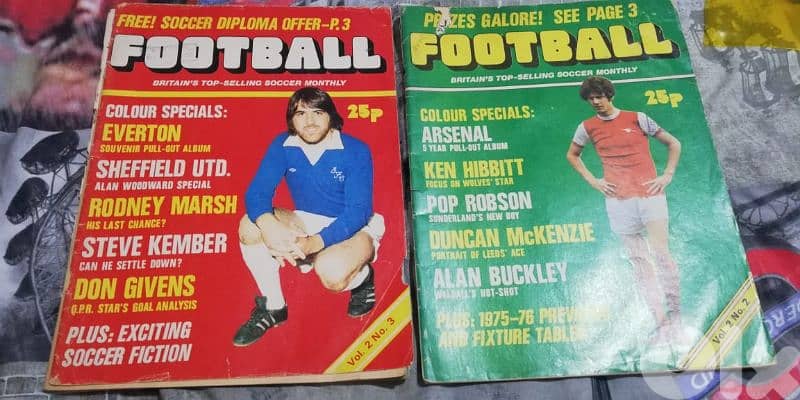 FREE! SOCCER DIPLOMA OFFER-P.3
FOOTBALL
BRITAIN'S TOP-SELLING SOCCER MONTHLY
25p
COLOUR SPECIALS:
EVERTON
SOUVENIR PULL-OUT ALBUM
SHEFFIELD UTD.
ALAN WOODWARD SPECIAL
RODNEY MARSH
HIS LAST CHANCE?
STEVE KEMBER
CAN HE SETTLE DOWN?
DON GIVENS
Q.P.R. STAR'S GOAL ANALYSIS
PLUS: EXCITING
SOCCER FICTION
Vol. 2 No. 3
PRIZES GALORE! SEE PAGE 3
FOOTBALL
BRITAIN'S TOP-SELLING SOCCER MONTHLY
25p
COLOUR SPECIALS:
ARSENAL
5 YEAR PULL-OUT ALBUM
KEN HIBBITT
FOCUS ON WOLVES' STAR
POP ROBSON
SUNDERLAND'S NEW BOY
DUNCAN McKENZIE
PORTRAIT OF LEEDS' ACE
ALAN BUCKLEY
WALSALL'S HOT-SHOT
PLUS: 1975-76 PREVIEWS
AND FIXTURE TABLES
Vol. 2 No. 2